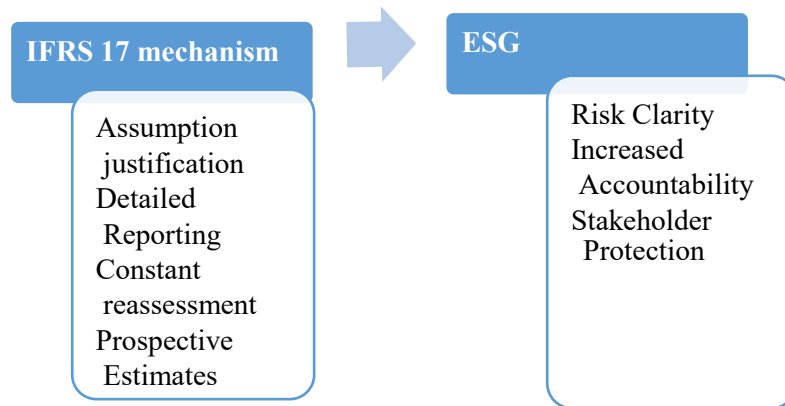 IFRS 17 mechanism
Assumption
justification
Detailed
Reporting
Constant
reassessment
Prospective
Estimates
ESG
Risk Clarity
Increased
Accountability
Stakeholder
Protection